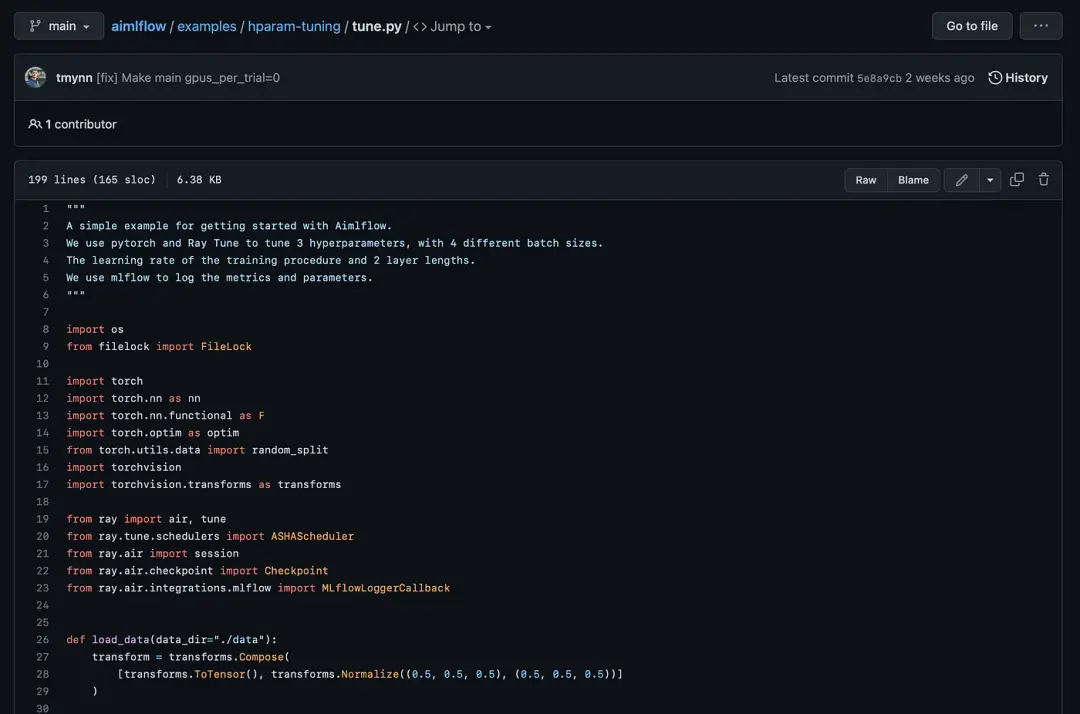 main aimlflow / examples / hparam-tuning / tune.py / <> Jump to Go to file ...
tmynn [fix] Make main gpus_per_trial=0 Latest commit 5e8a9cb 2 weeks ago History
1 contributor
199 lines (165 sloc) 6.38 KB Raw Blame
1 """
2 A simple example for getting started with Aimlflow.
3 We use pytorch and Ray Tune to tune 3 hyperparameters, with 4 different batch sizes.
4 The learning rate of the training procedure and 2 layer lengths.
5 We use mlflow to log the metrics and parameters.
6 """
7
8 import os
9 from filelock import FileLock
10
11 import torch
12 import torch.nn as nn
13 import torch.nn.functional as F
14 import torch.optim as optim
15 from torch.utils.data import random_split
16 import torchvision
17 import torchvision.transforms as transforms
18
19 from ray import air, tune
20 from ray.tune.schedulers import ASHAScheduler
21 from ray.air import session
22 from ray.air.checkpoint import Checkpoint
23 from ray.air.integrations.mlflow import MLflowLoggerCallback
24
25
26 def load_data(data_dir="./data"):
27     transform = transforms.Compose(
28         [transforms.ToTensor(), transforms.Normalize((0.5, 0.5, 0.5), (0.5, 0.5, 0.5))]
29     )
30